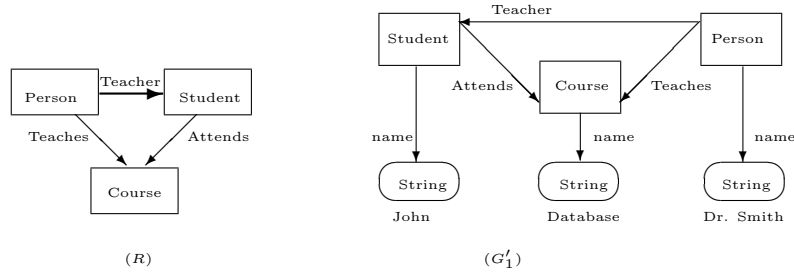 Teacher
Person
Student
Teaches
Attends
Course
(R)
Teacher
Student
Person
Attends
Course
Teaches
name
name
name
String
String
String
John
Database
Dr. Smith
(G′₁)